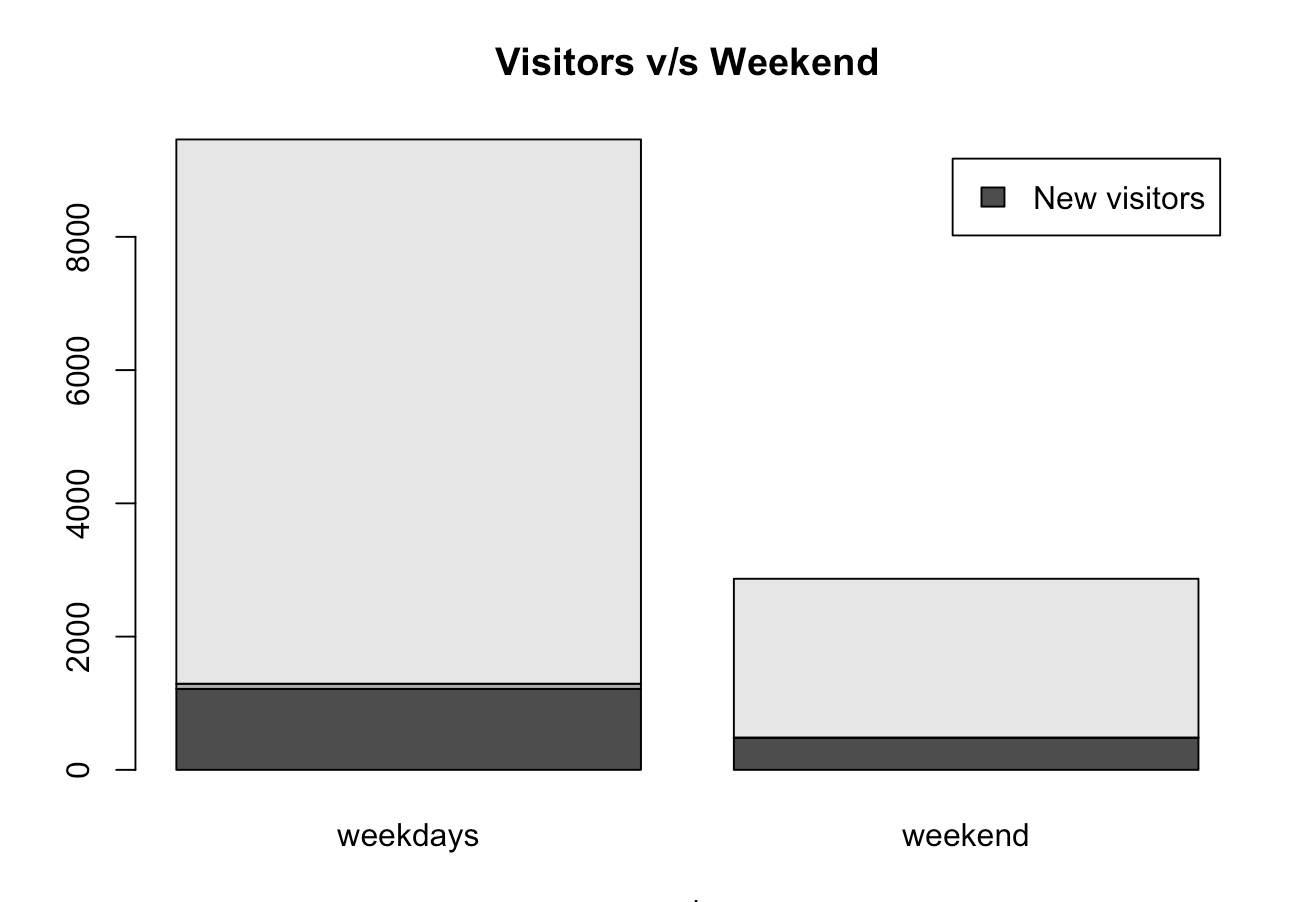 Visitors v/s Weekend
New visitors
8000
6000
4000
2000
0
weekdays
weekend